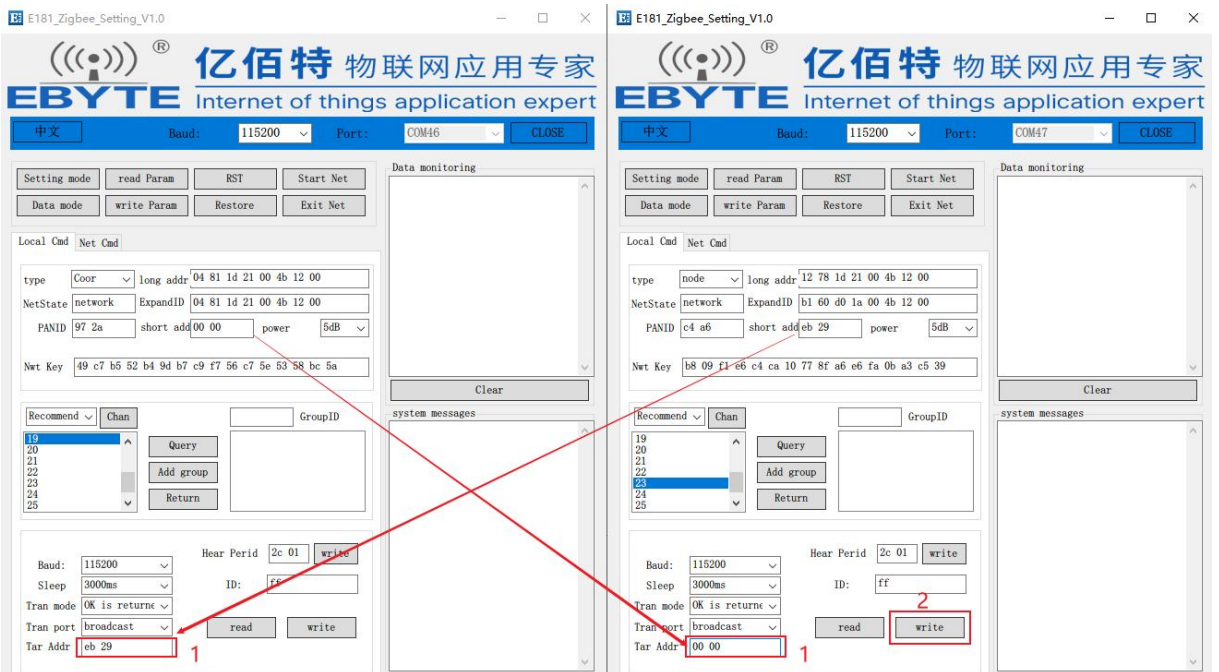 E181_Zigbee_Setting_V1.0
®
亿佰特 物联网应用专家
EBYTE Internet of things application expert
中文 Baud: 115200 Port: COM46 CLOSE
Setting mode read Param RST Start Net
Data mode write Param Restore Exit Net
Data monitoring
Local Cmd Net Cmd
type Coor long addr 04 81 1d 21 00 4b 12 00
NetState network ExpandID 04 81 1d 21 00 4b 12 00
PANID 97 2a short add 00 00 power 5dB
Nwt Key 49 c7 b5 52 b4 9d b7 c9 f7 56 c7 5e 53 58 bc 5a
Clear
Recommend Chan GroupID
system messages
19
20
21
22
23
24
25
Query
Add group
Return
Hear Perid 2c 01 write
Baud: 115200
Sleep 3000ms ID: ff
Tran mode OK is returne
Tran port broadcast read write
Tar Addr eb 29
1
E181_Zigbee_Setting_V1.0
®
亿佰特 物联网应用专家
EBYTE Internet of things application expert
中文 Baud: 115200 Port: COM47 CLOSE
Setting mode read Param RST Start Net
Data mode write Param Restore Exit Net
Data monitoring
Local Cmd Net Cmd
type node long addr 12 78 1d 21 00 4b 12 00
NetState network ExpandID b1 60 d0 1a 00 4b 12 00
PANID c4 a6 short add eb 29 power 5dB
Nwt Key b8 09 f1 e6 c4 ca 10 77 8f a6 e6 fa 0b a3 c5 39
Clear
Recommend Chan GroupID
system messages
19
20
21
22
23
24
25
Query
Add group
Return
Hear Perid 2c 01 write
Baud: 115200
Sleep 3000ms ID: ff
Tran mode OK is returne
2
Tran port broadcast read write
Tar Addr 00 00
1